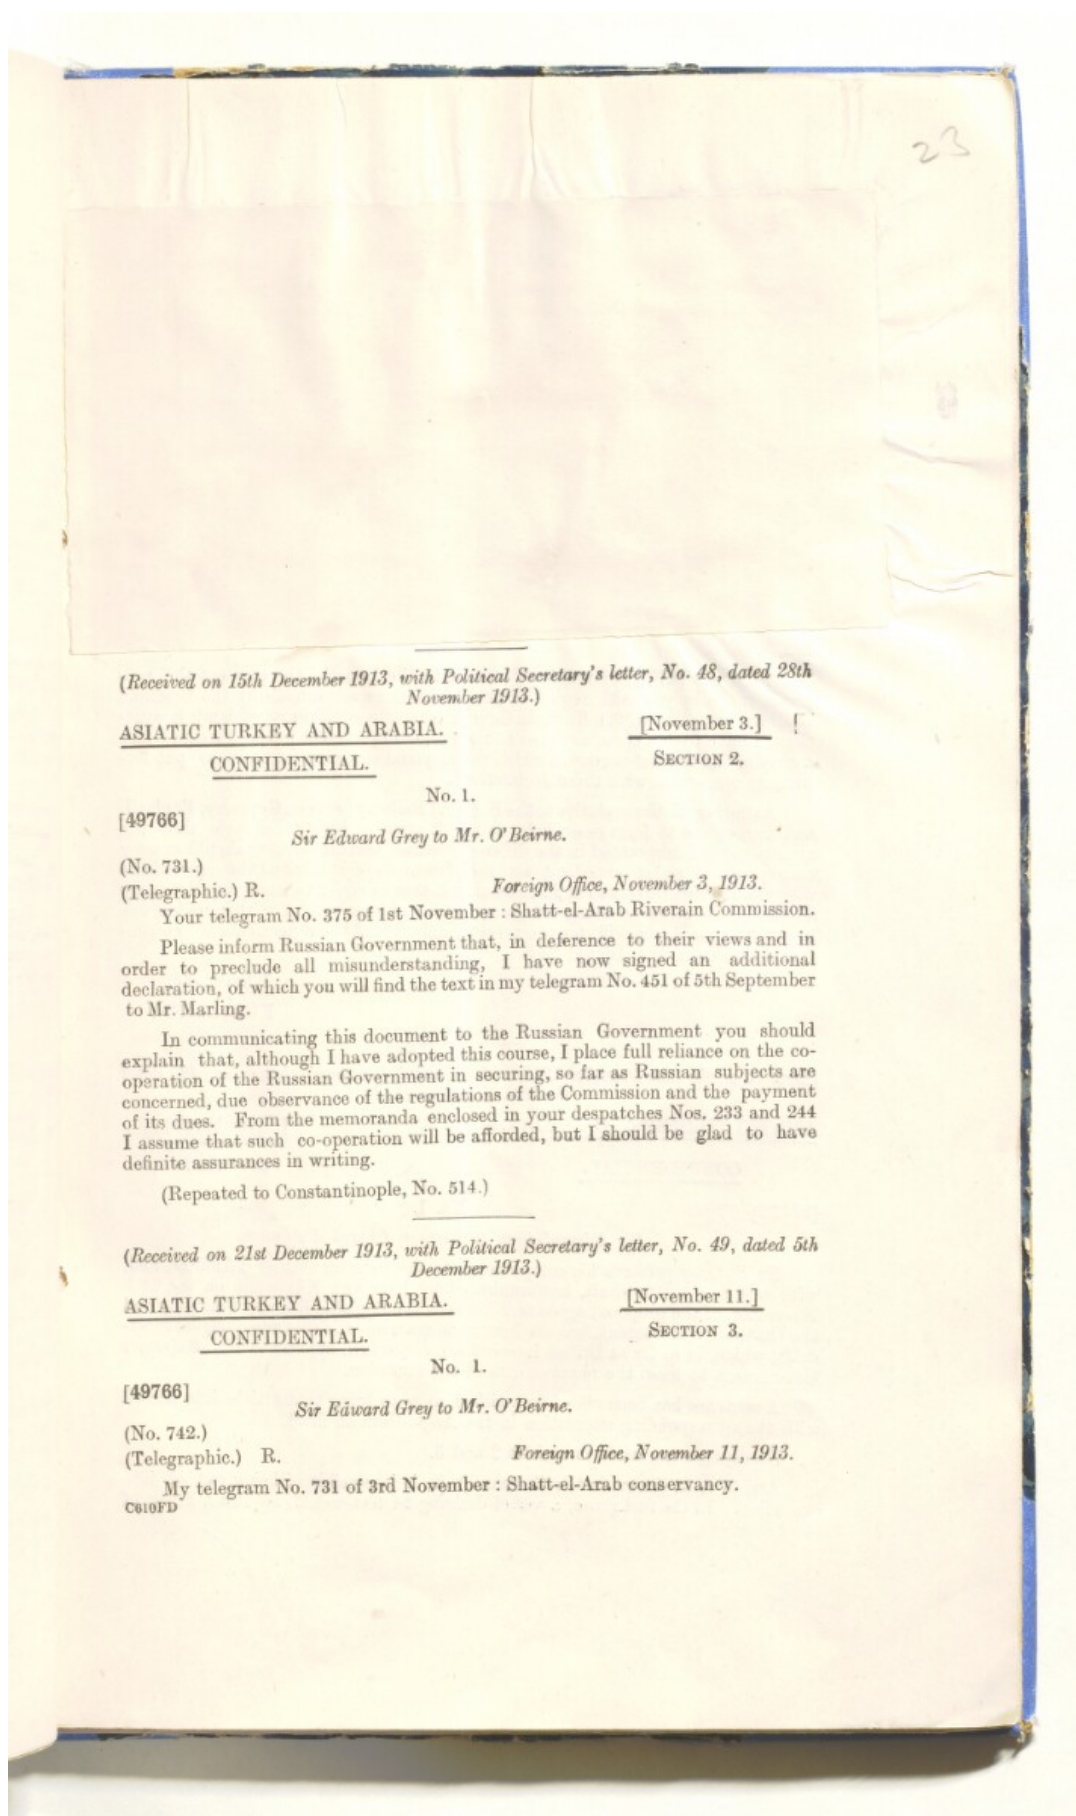 23
(Received on 15th December 1913, with Political Secretary's letter, No. 48, dated 28th
November 1913.)
ASIATIC TURKEY AND ARABIA.
[November 3.]
CONFIDENTIAL.
SECTION 2.
No. 1.
[49766]
Sir Edward Grey to Mr. O'Beirne.
(No. 731.)
(Telegraphic.) R.
Foreign Office, November 3, 1913.
Your telegram No. 375 of 1st November : Shatt-el-Arab Riverain Commission.
Please inform Russian Government that, in deference to their views and in
order to preclude all misunderstanding, I have now signed an additional
declaration, of which you will find the text in my telegram No. 451 of 5th September
to Mr. Marling.
In communicating this document to the Russian Government you should
explain that, although I have adopted this course, I place full reliance on the co-
operation of the Russian Government in securing, so far as Russian subjects are
concerned, due observance of the regulations of the Commission and the payment
of its dues. From the memoranda enclosed in your despatches Nos. 233 and 244
I assume that such co-operation will be afforded, but I should be glad to have
definite assurances in writing.
(Repeated to Constantinople, No. 514.)
(Received on 21st December 1913, with Political Secretary's letter, No. 49, dated 5th
December 1913.)
ASIATIC TURKEY AND ARABIA.
[November 11.]
CONFIDENTIAL.
SECTION 3.
No. 1.
[49766]
Sir Edward Grey to Mr. O'Beirne.
(No. 742.)
(Telegraphic.) R.
Foreign Office, November 11, 1913.
My telegram No. 731 of 3rd November : Shatt-el-Arab conservancy.
C610FD